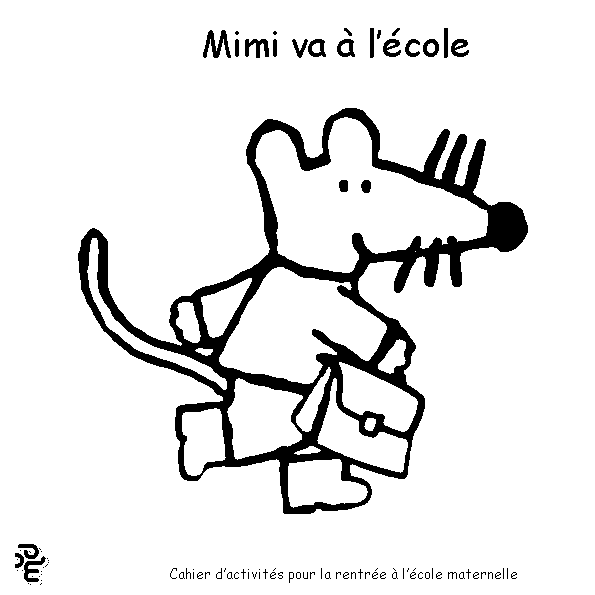 Mimi va à l'école
Cahier d'activités pour la rentrée à l'école maternelle